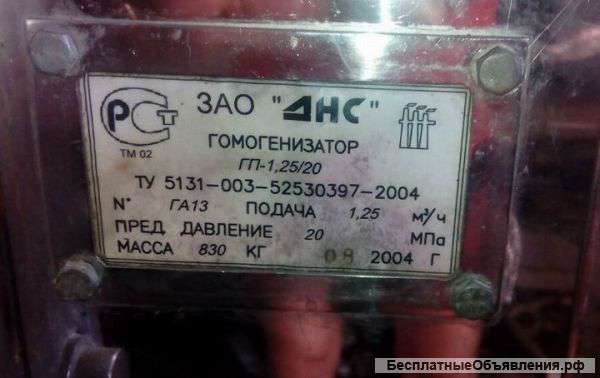 ЗАО "ДНС"
РСТ
ТМ 02
ГОМОГЕНИЗАТОР
ГП-1,25/20
ТУ 5131-003-52530397-2004
N° ГА13 ПОДАЧА 1,25 м³/ч
ПРЕД ДАВЛЕНИЕ 20 МПа
МАССА 830 КГ 08 2004 Г
БесплатныеОбъявления.рф